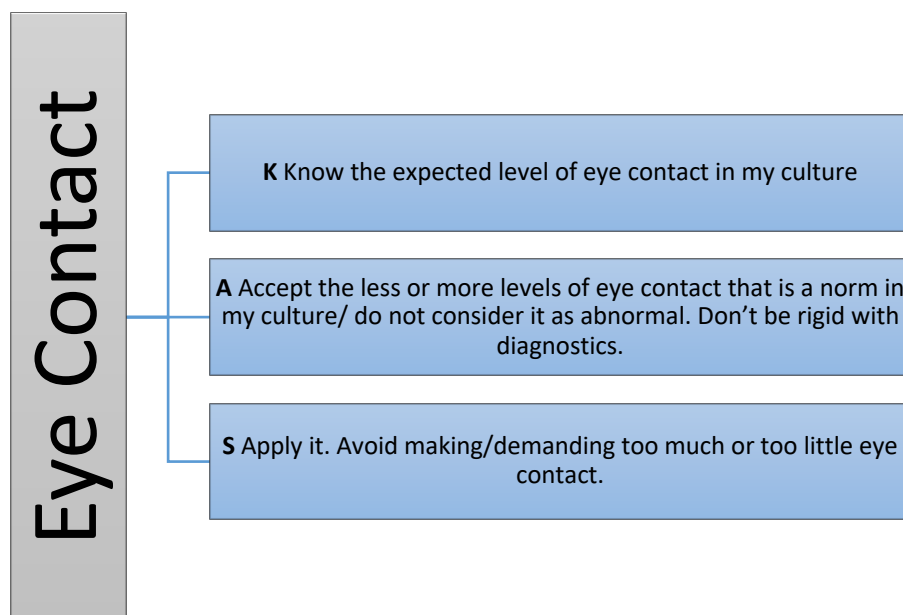 Eye Contact
K Know the expected level of eye contact in my culture
A Accept the less or more levels of eye contact that is a norm in
my culture/ do not consider it as abnormal. Don’t be rigid with
diagnostics.
S Apply it. Avoid making/demanding too much or too little eye
contact.